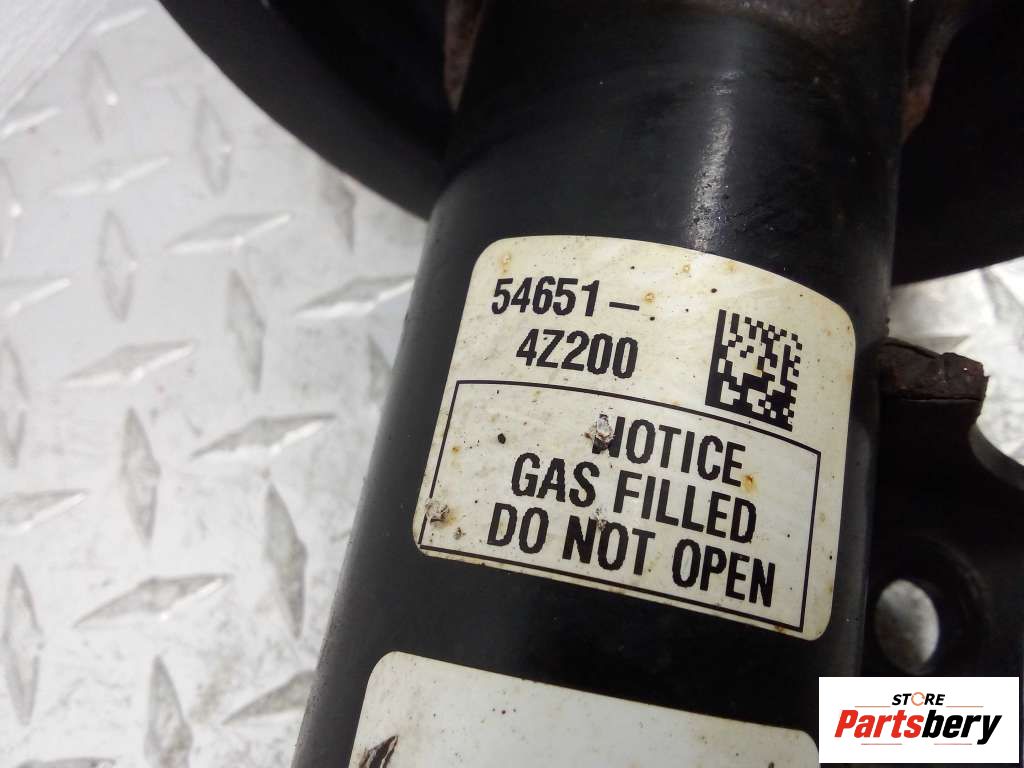 54651-
4Z200
NOTICE
GAS FILLED
DO NOT OPEN
STORE
Partsbery